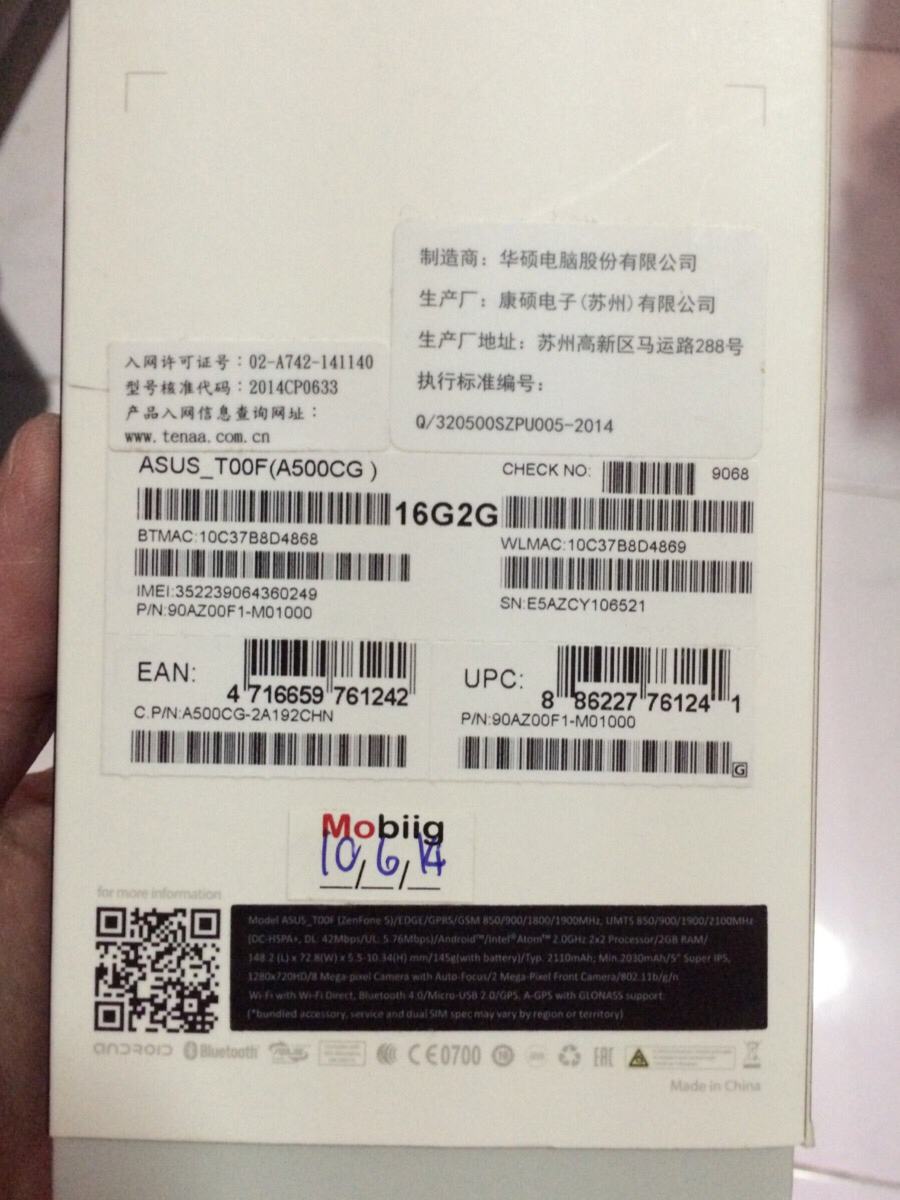 制造商：华硕电脑股份有限公司
生产厂：康硕电子(苏州)有限公司
生产厂地址：苏州高新区马运路288号
执行标准编号：
Q/320500SZPU005-2014
入网许可证号：02-A742-141140
型号核准代码：2014CP0633
产品入网信息查询网址：
www.tenaa.com.cn
ASUS_T00F(A500CG )
CHECK NO: 9068
16G2G
BTMAC:10C37B8D4868
WLMAC:10C37B8D4869
IMEI:352239064360249
P/N:90AZ00F1-M01000
SN:E5AZCY106521
EAN: 4 716659 761242
C.P/N:A500CG-2A192CHN
UPC: 8 86227 76124 1
P/N:90AZ00F1-M01000
G
Mobiig
10/6/14
for more information
Model ASUS_T00F (ZenFone 5)/EDGE/GPRS/GSM 850/900/1800/1900MHz, UMTS 850/900/1900/2100MHz
(DC-HSPA+, DL: 42Mbps/UL: 5.76Mbps)/Android™/Intel® Atom™ 2.0GHz 2x2 Processor/2GB RAM/
148.2 (L) x 72.8(W) x 5.5-10.34(H) mm/145g(with battery)/Typ. 2110mAh; Min.2030mAh/5" Super IPS,
1280x720HD/8 Mega-pixel Camera with Auto-Focus/2 Mega-Pixel Front Camera/802.11b/g/n
Wi-Fi with Wi-Fi Direct, Bluetooth 4.0/Micro-USB 2.0/GPS, A-GPS with GLONASS support
(*bundled accessory, service and dual SIM spec may vary by region or territory)
ANDROID Bluetooth CE0700 EAC
Made in China